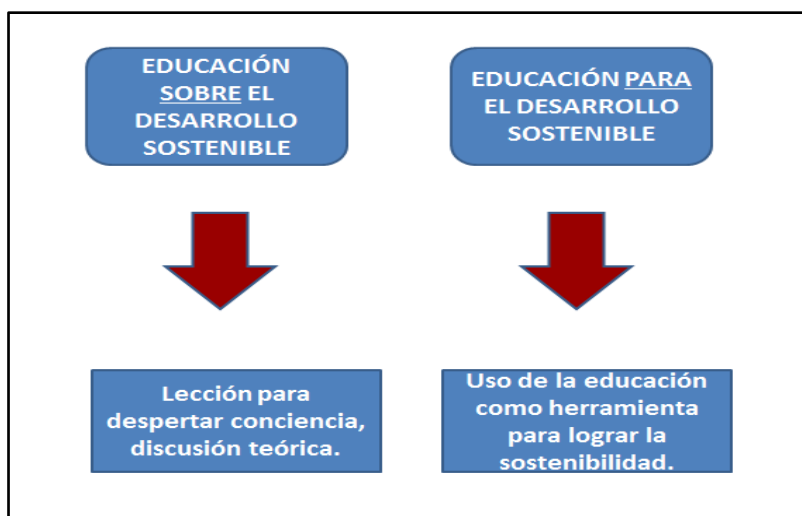 EDUCACIÓN
SOBRE EL
DESARROLLO
SOSTENIBLE
EDUCACIÓN PARA
EL DESARROLLO
SOSTENIBLE
Lección para
despertar conciencia,
discusión teórica.
Uso de la educación
como herramienta
para lograr la
sostenibilidad.